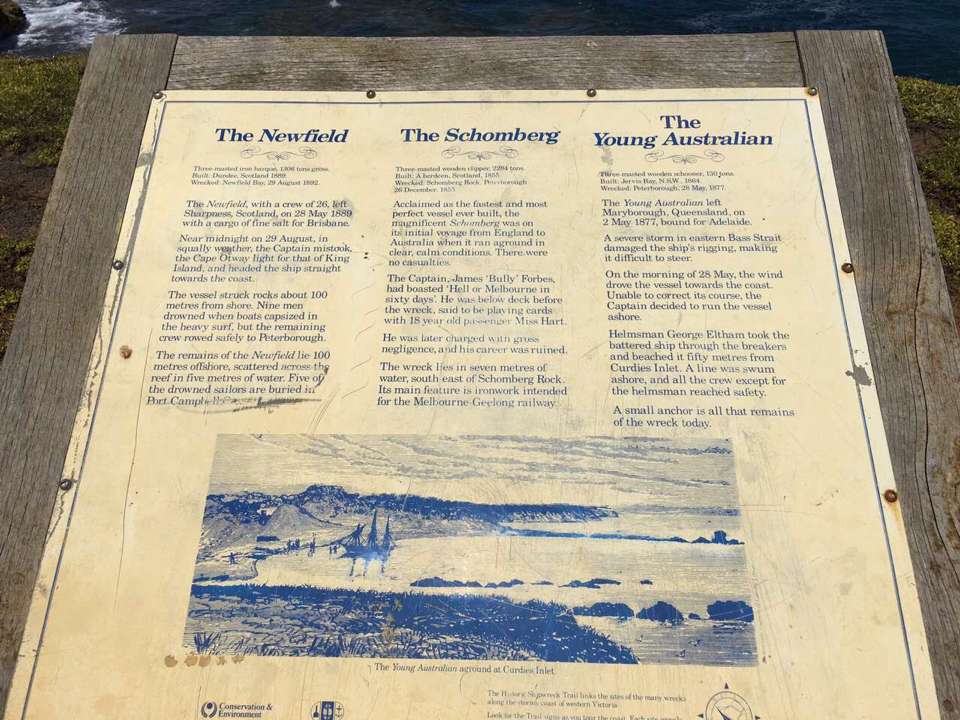 The Newfield
Three-masted iron barque, 1306 tons gross.
Built: Dundee, Scotland 1889.
Wrecked: Newfield Bay, 29 August 1892.
The Newfield, with a crew of 26, left
Sharpness, Scotland, on 28 May 1889
with a cargo of fine salt for Brisbane.
Near midnight on 29 August, in
squally weather, the Captain mistook
the Cape Otway light for that of King
Island, and headed the ship straight
towards the coast.
The vessel struck rocks about 100
metres from shore. Nine men
drowned when boats capsized in
the heavy surf, but the remaining
crew rowed safely to Peterborough.
The remains of the Newfield lie 100
metres offshore, scattered across the
reef in five metres of water. Five of
the drowned sailors are buried in
Port Campbell
The Schomberg
Three-masted wooden clipper, 2284 tons.
Built: Aberdeen, Scotland, 1855.
Wrecked: Schomberg Rock, Peterborough
26 December, 1855
Acclaimed as the fastest and most
perfect vessel ever built, the
magnificent Schomberg was on
its initial voyage from England to
Australia when it ran aground in
clear, calm conditions. There were
no casualties.
The Captain, James 'Bully' Forbes,
had boasted 'Hell or Melbourne in
sixty days'. He was below deck before
the wreck, said to be playing cards
with 18 year old passenger Miss Hart.
He was later charged with gross
negligence, and his career was ruined.
The wreck lies in seven metres of
water, south east of Schomberg Rock.
Its main feature is ironwork intended
for the Melbourne-Geelong railway.
The
Young Australian
Three-masted wooden schooner, 130 tons.
Built: Jervis Bay, N.S.W., 1864.
Wrecked: Peterborough, 28 May, 1877.
The Young Australian left
Maryborough, Queensland, on
2 May 1877, bound for Adelaide.
A severe storm in eastern Bass Strait
damaged the ship's rigging, making
it difficult to steer.
On the morning of 28 May, the wind
drove the vessel towards the coast.
Unable to correct its course, the
Captain decided to run the vessel
ashore.
Helmsman George Eltham took the
battered ship through the breakers
and beached it fifty metres from
Curdies Inlet. A line was swum
ashore, and all the crew except for
the helmsman reached safety.
A small anchor is all that remains
of the wreck today.
The Young Australian aground at Curdies Inlet.
Conservation &
Environment
The Historic Shipwreck Trail links the sites of the many wrecks
along the stormy coast of western Victoria
Look for the Trail signs as you tour the coast. Each site